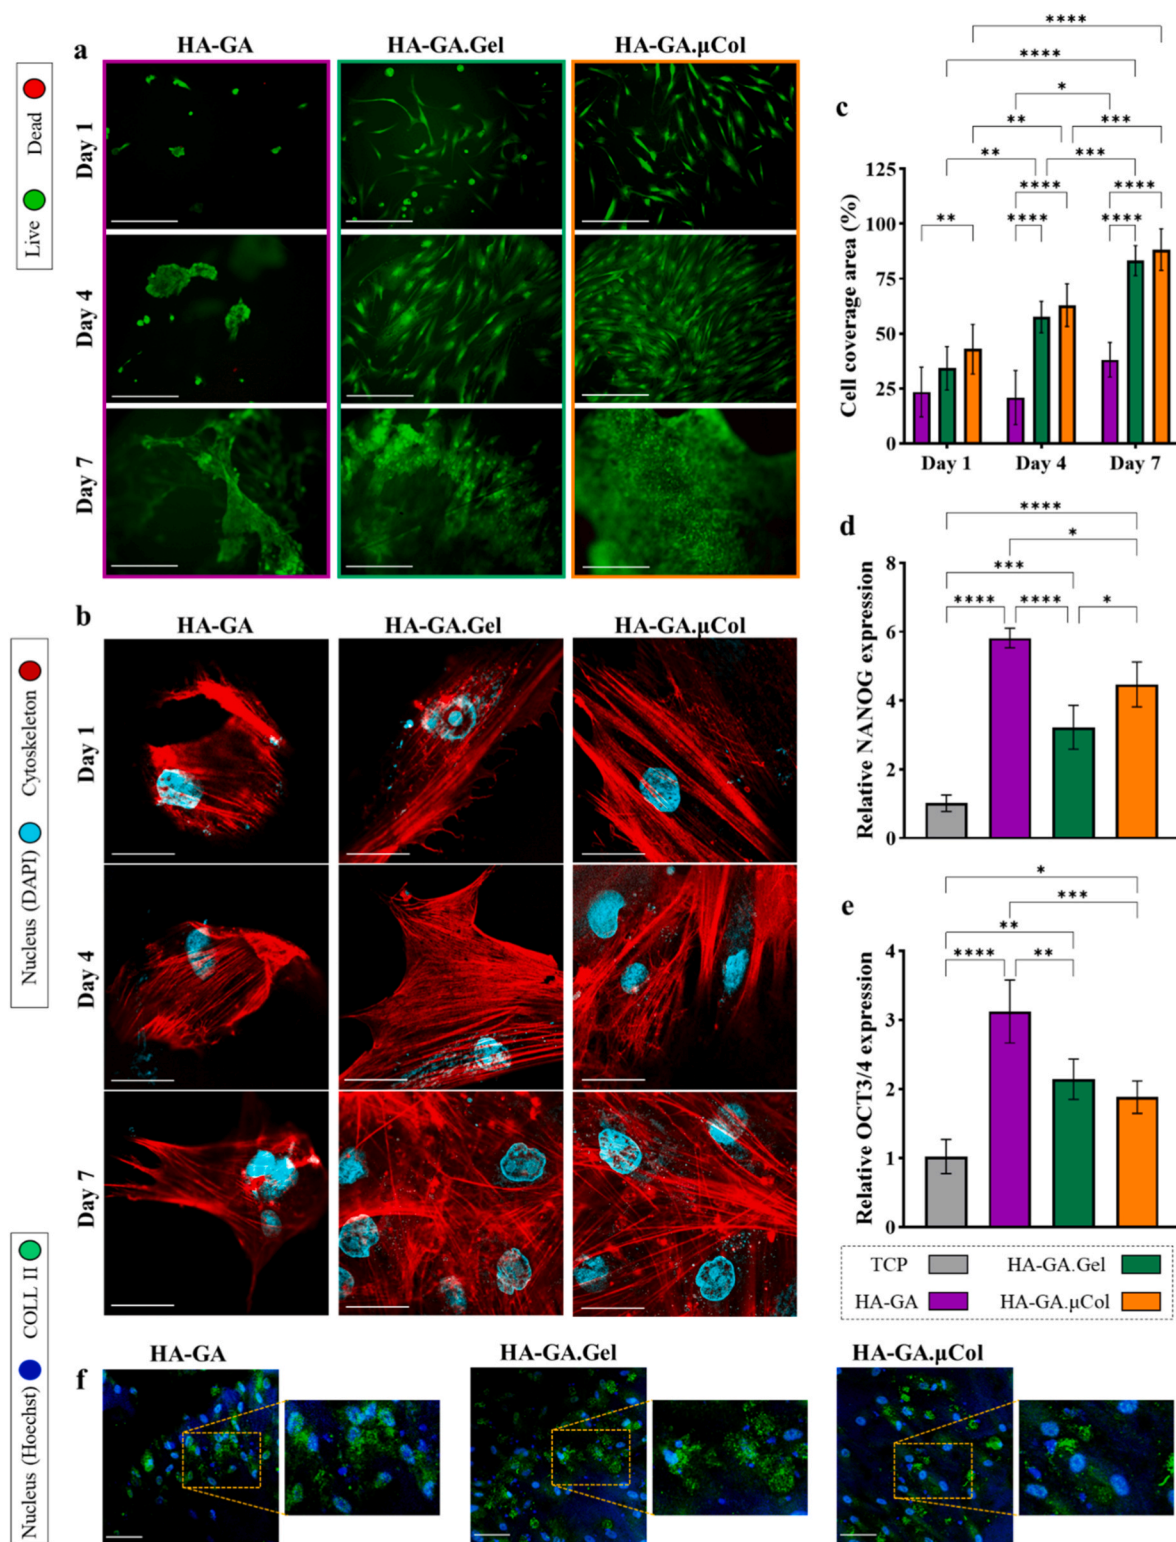 a
HA-GA
HA-GA.Gel
HA-GA.μCol
Live
Dead
Day 1
Day 4
Day 7
c
****
****
*
**
***
**
***
****
****
**
****
****
Cell coverage area (%)
125
100
75
50
25
0
Day 1
Day 4
Day 7
b
HA-GA
HA-GA.Gel
HA-GA.μCol
Nucleus (DAPI)
Cytoskeleton
Day 1
Day 4
Day 7
d
****
*
***
****
****
*
Relative NANOG expression
8
6
4
2
0
e
*
***
**
****
**
Relative OCT3/4 expression
4
3
2
1
0
TCP
HA-GA.Gel
HA-GA
HA-GA.μCol
f
HA-GA
HA-GA.Gel
HA-GA.μCol
Nucleus (Hoechst)
COLL II